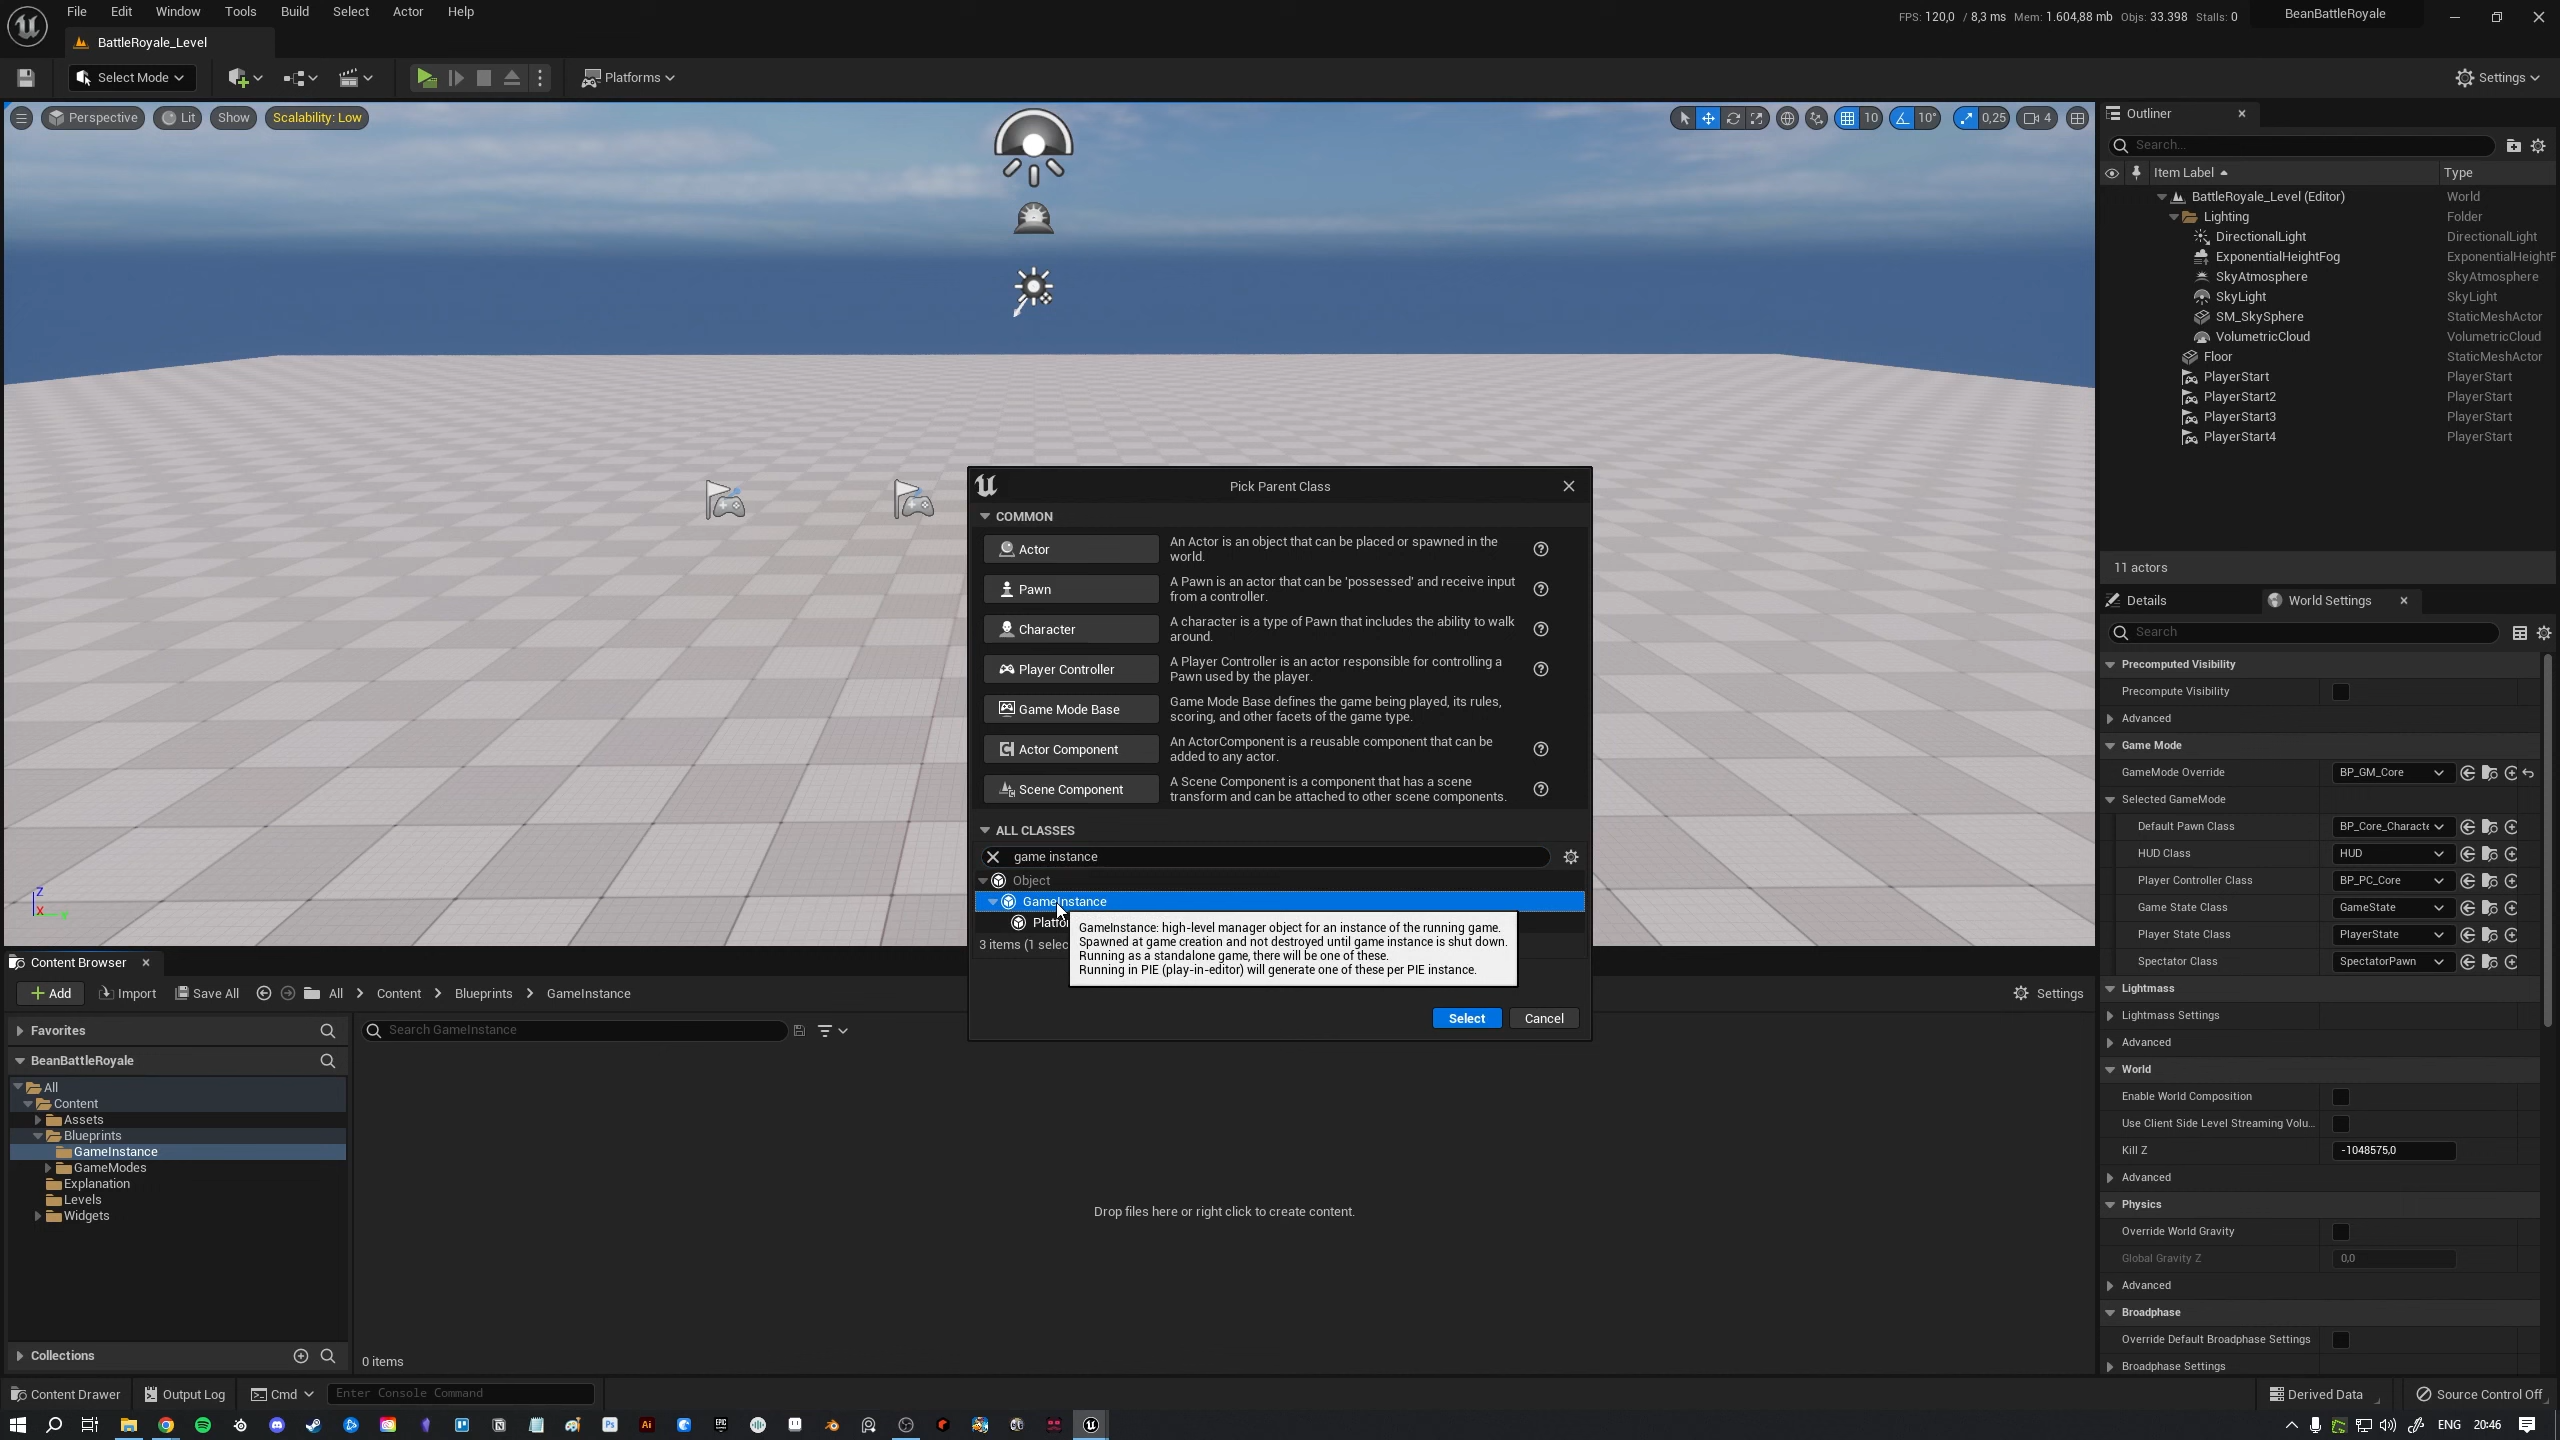 File Edit Window Tools Build Select Actor Help
FPS: 120,0 / 8,3 ms Mem: 1.604,88 mb Objs: 33.398 Stalls: 0
BeanBattleRoyale
BattleRoyale_Level
Select Mode
Platforms
Settings
Perspective Lit Show Scalability: Low
10 10° 0,25 4
Outliner
Search...
Item Label Type
BattleRoyale_Level (Editor) World
Lighting Folder
DirectionalLight DirectionalLight
ExponentialHeightFog ExponentialHeightF
SkyAtmosphere SkyAtmosphere
SkyLight SkyLight
SM_SkySphere StaticMeshActor
VolumetricCloud VolumetricCloud
Floor StaticMeshActor
PlayerStart PlayerStart
PlayerStart2 PlayerStart
PlayerStart3 PlayerStart
PlayerStart4 PlayerStart
11 actors
Details World Settings
Search
Precomputed Visibility
Precompute Visibility
Advanced
Game Mode
GameMode Override BP_GM_Core
Selected GameMode
Default Pawn Class BP_Core_Characte
HUD Class HUD
Player Controller Class BP_PC_Core
Game State Class GameState
Player State Class PlayerState
Spectator Class SpectatorPawn
Lightmass
Lightmass Settings
Advanced
World
Enable World Composition
Use Client Side Level Streaming Volu...
Kill Z -1048575,0
Advanced
Physics
Override World Gravity
Global Gravity Z 0,0
Advanced
Broadphase
Override Default Broadphase Settings
Broadphase Settings
Pick Parent Class
COMMON
Actor
An Actor is an object that can be placed or spawned in the
world.
Pawn
A Pawn is an actor that can be 'possessed' and receive input
from a controller.
Character
A character is a type of Pawn that includes the ability to walk
around.
Player Controller
A Player Controller is an actor responsible for controlling a
Pawn used by the player.
Game Mode Base
Game Mode Base defines the game being played, its rules,
scoring, and other facets of the game type.
Actor Component
An ActorComponent is a reusable component that can be
added to any actor.
Scene Component
A Scene Component is a component that has a scene
transform and can be attached to other scene components.
ALL CLASSES
game instance
Object
GameInstance
Platfor
3 items (1 selec
GameInstance: high-level manager object for an instance of the running game.
Spawned at game creation and not destroyed until game instance is shut down.
Running as a standalone game, there will be one of these.
Running in PIE (play-in-editor) will generate one of these per PIE instance.
Select Cancel
Z
X
Content Browser
Add Import Save All All Content Blueprints GameInstance
Settings
Favorites
Search GameInstance
BeanBattleRoyale
All
Content
Assets
Blueprints
GameInstance
GameModes
Explanation
Levels
Widgets
Drop files here or right click to create content.
Collections
0 items
Content Drawer Output Log Cmd Enter Console Command
Derived Data Source Control Off
Ps Ai EPIC
ENG 20:46